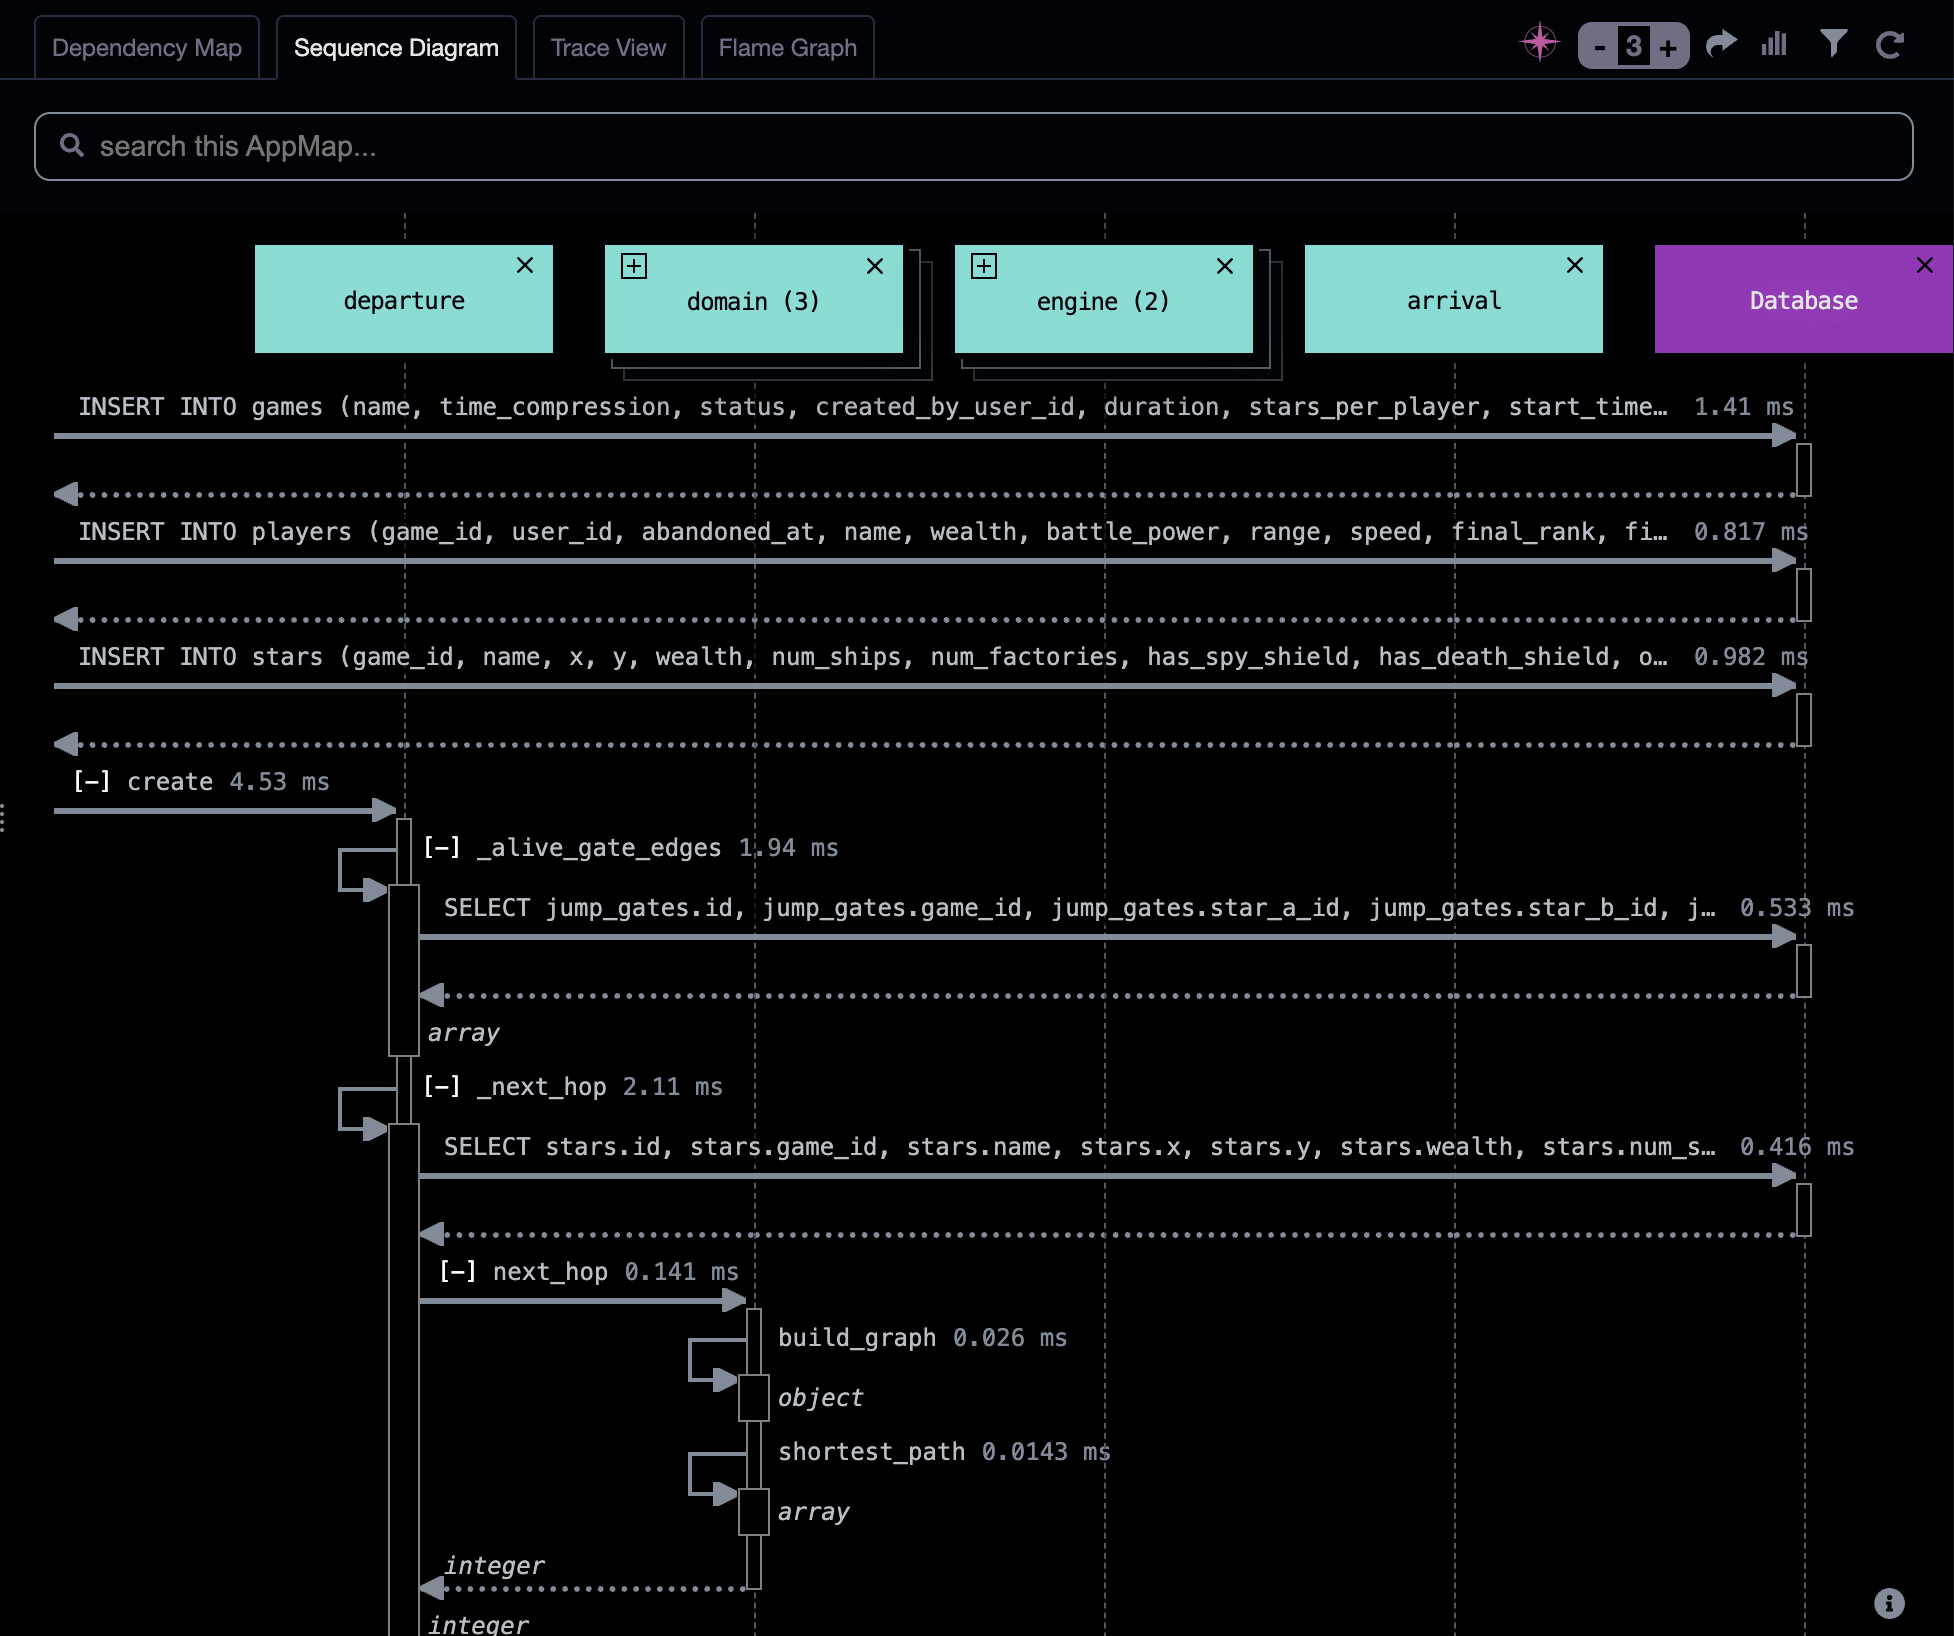 Dependency Map
Sequence Diagram
Trace View
Flame Graph
- 3 +
search this AppMap...
departure
domain (3)
engine (2)
arrival
Database
INSERT INTO games (name, time_compression, status, created_by_user_id, duration, stars_per_player, start_time… 1.41 ms
INSERT INTO players (game_id, user_id, abandoned_at, name, wealth, battle_power, range, speed, final_rank, fi… 0.817 ms
INSERT INTO stars (game_id, name, x, y, wealth, num_ships, num_factories, has_spy_shield, has_death_shield, o… 0.982 ms
[–] create 4.53 ms
[–] _alive_gate_edges 1.94 ms
SELECT jump_gates.id, jump_gates.game_id, jump_gates.star_a_id, jump_gates.star_b_id, j… 0.533 ms
array
[–] _next_hop 2.11 ms
SELECT stars.id, stars.game_id, stars.name, stars.x, stars.y, stars.wealth, stars.num_s… 0.416 ms
[–] next_hop 0.141 ms
build_graph 0.026 ms
object
shortest_path 0.0143 ms
array
integer
integer